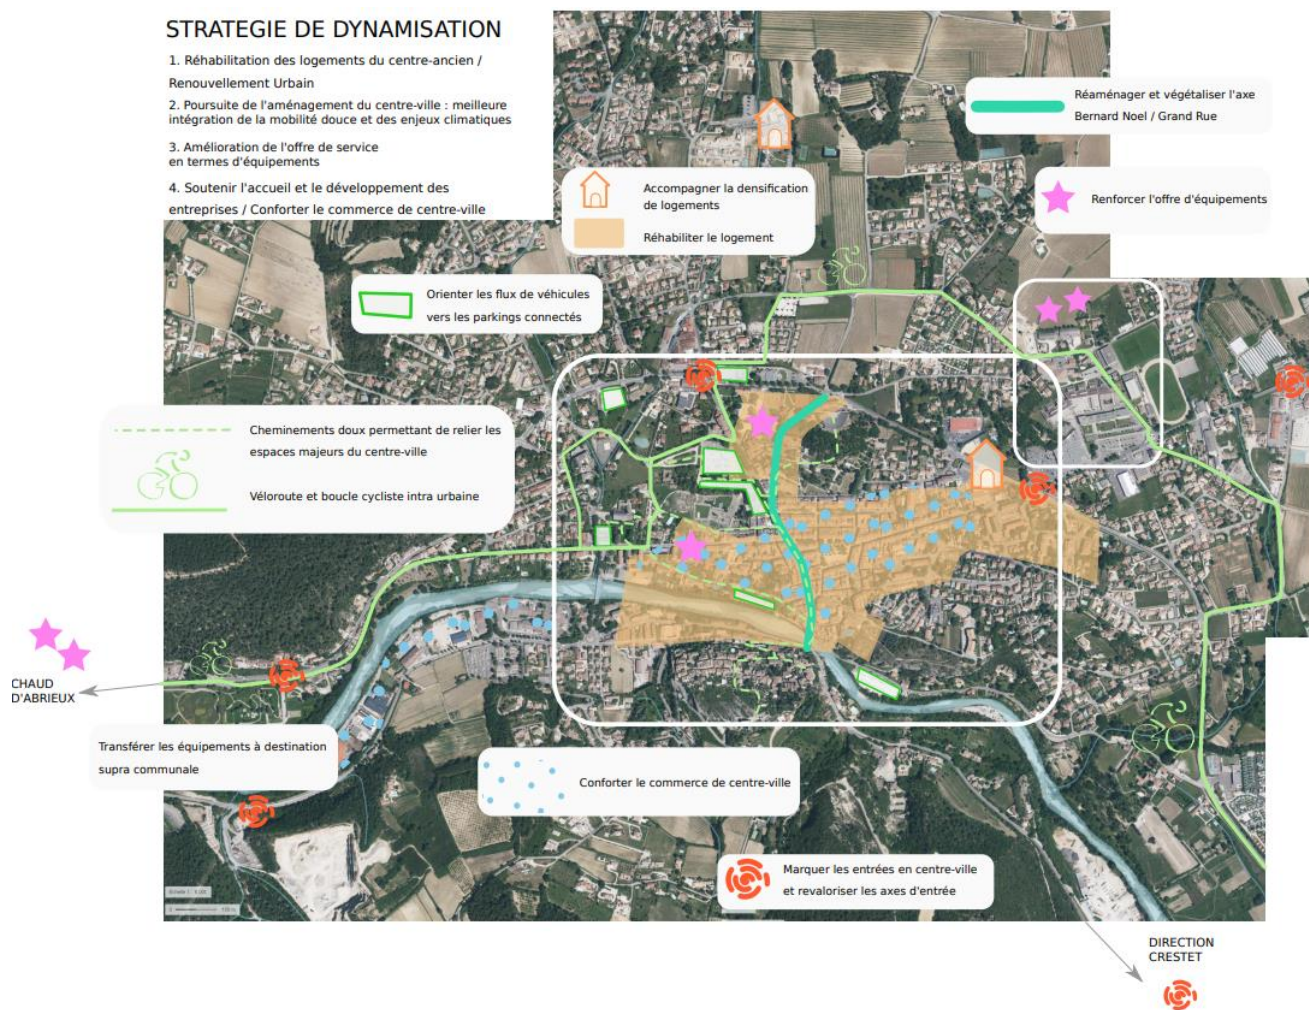 STRATEGIE DE DYNAMISATION
1. Réhabilitation des logements du centre-ancien /
Renouvellement Urbain
2. Poursuite de l'aménagement du centre-ville : meilleure
intégration de la mobilité douce et des enjeux climatiques
3. Amélioration de l'offre de service
en termes d'équipements
4. Soutenir l'accueil et le développement des
entreprises / Conforter le commerce de centre-ville
Réaménager et végétaliser l'axe
Bernard Noel / Grand Rue
Accompagner la densification
de logements
Réhabiliter le logement
Renforcer l'offre d'équipements
Orienter les flux de véhicules
vers les parkings connectés
Cheminements doux permettant de relier les
espaces majeurs du centre-ville
Véloroute et boucle cycliste intra urbaine
CHAUD
D'ABRIEUX
Transférer les équipements à destination
supra communale
Conforter le commerce de centre-ville
Marquer les entrées en centre-ville
et revaloriser les axes d'entrée
DIRECTION
CRESTET